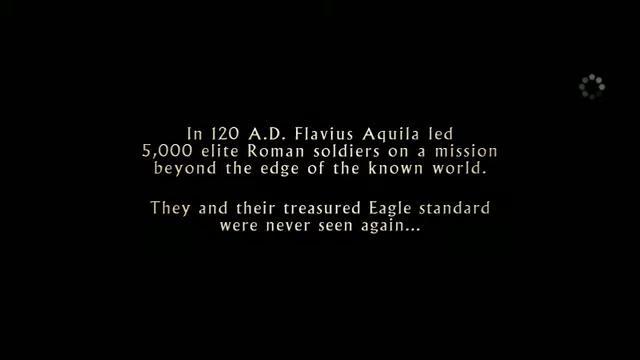 In 120 A.D. Flavius Aquila led
5,000 elite Roman soldiers on a mission
beyond the edge of the known world.
They and their treasured Eagle standard
were never seen again...